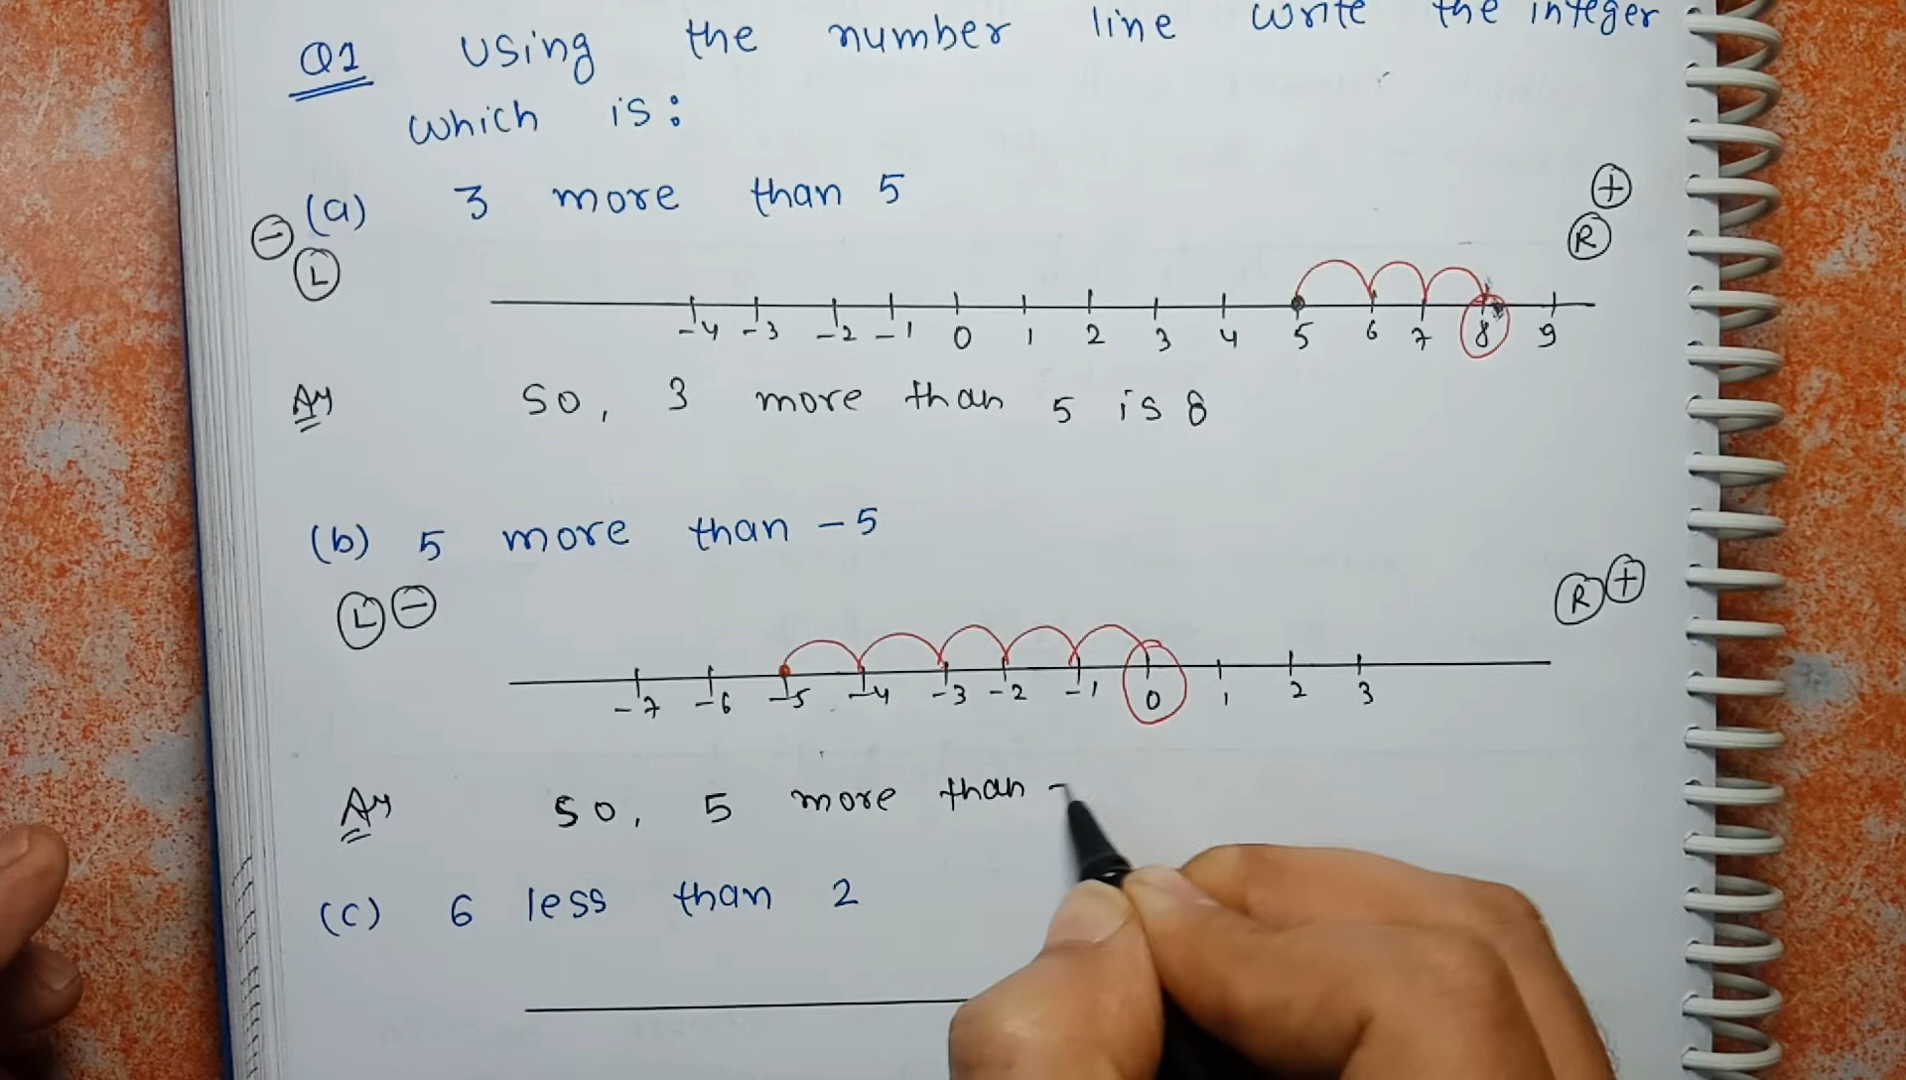 Q1 Using the number line write the integer
which is:
(a) 3 more than 5
− L + R
-4 -3 -2 -1 0 1 2 3 4 5 6 7 8 9
Ay So, 3 more than 5 is 8
(b) 5 more than -5
L − R +
-7 -6 -5 -4 -3 -2 -1 0 1 2 3
Ay So, 5 more than -
(c) 6 less than 2